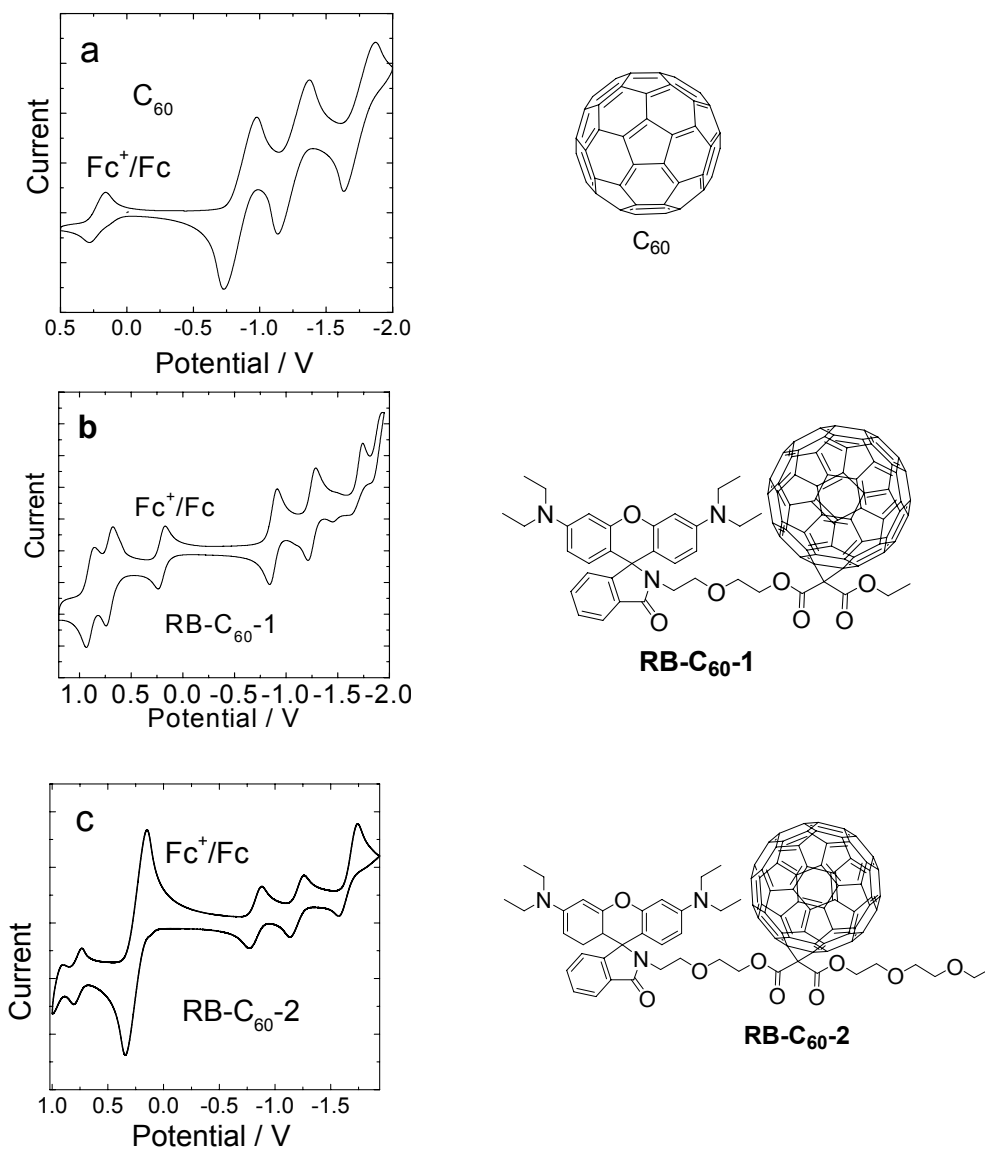 a
C₆₀
Fc⁺/Fc
Current
0.5 0.0 -0.5 -1.0 -1.5 -2.0
Potential / V
C₆₀
b
Fc⁺/Fc
RB-C₆₀-1
Current
1.0 0.5 0.0 -0.5 -1.0 -1.5 -2.0
Potential / V
N O N
N O O O
O O O
RB-C₆₀-1
c
Fc⁺/Fc
RB-C₆₀-2
Current
1.0 0.5 0.0 -0.5 -1.0 -1.5
Potential / V
N O N
N O O O O O
O O O
RB-C₆₀-2